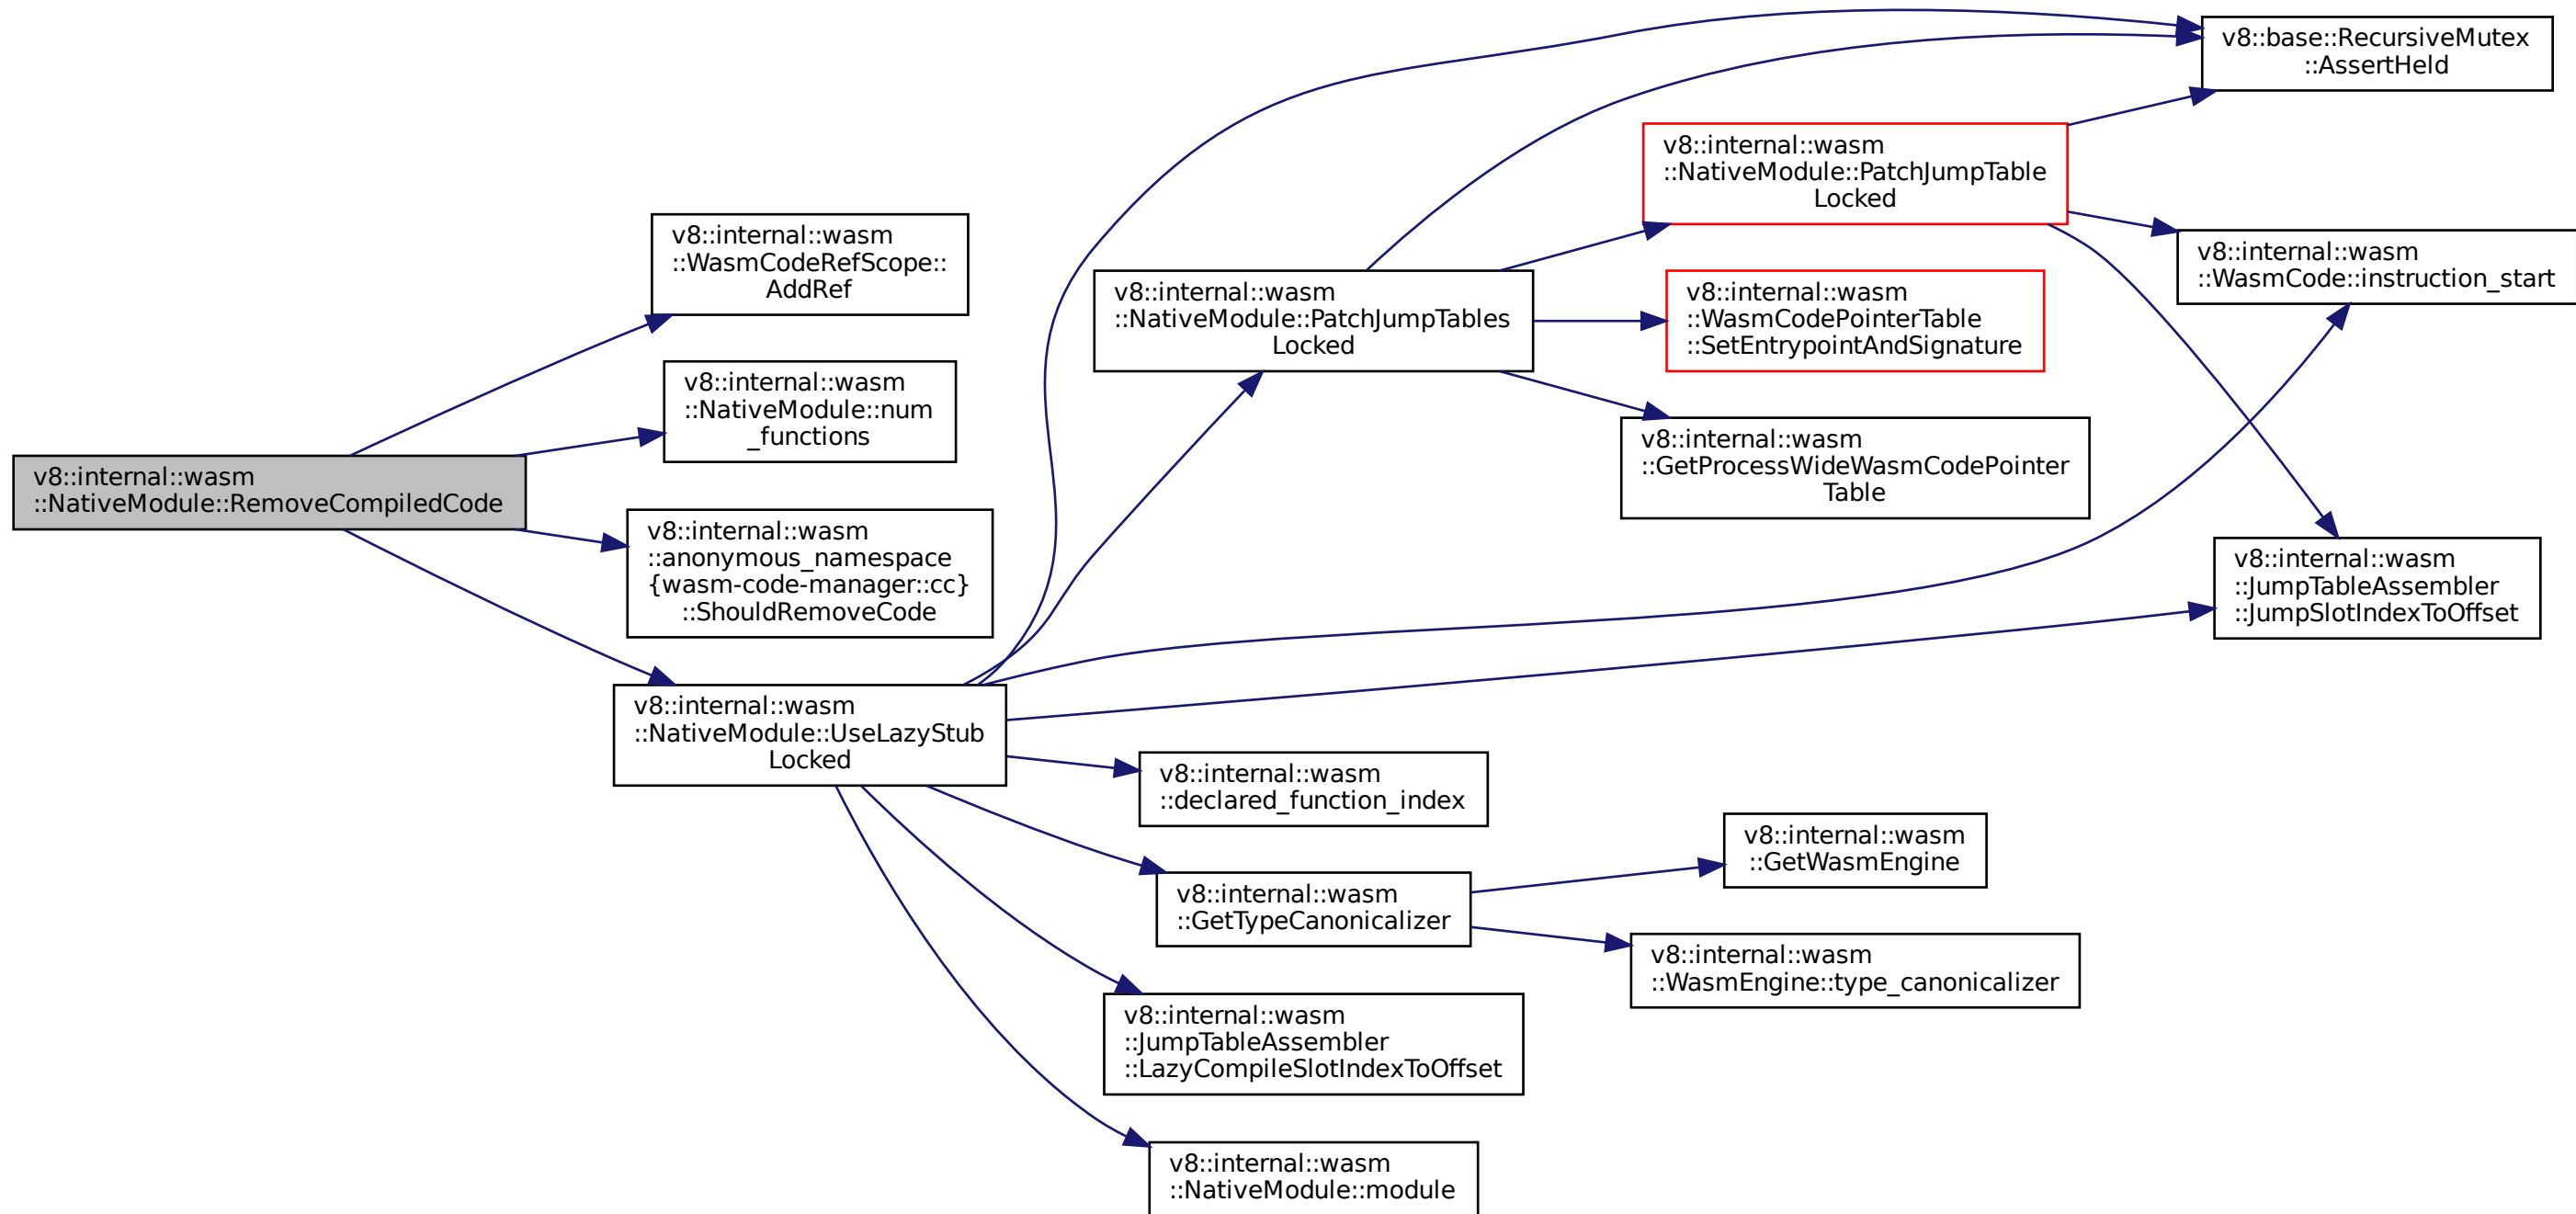 v8::internal::wasm
::NativeModule::RemoveCompiledCode
v8::internal::wasm
::WasmCodeRefScope::
AddRef
v8::internal::wasm
::NativeModule::num
_functions
v8::internal::wasm
::anonymous_namespace
{wasm-code-manager::cc}
::ShouldRemoveCode
v8::internal::wasm
::NativeModule::UseLazyStub
Locked
v8::internal::wasm
::NativeModule::PatchJumpTables
Locked
v8::internal::wasm
::declared_function_index
v8::internal::wasm
::GetTypeCanonicalizer
v8::internal::wasm
::JumpTableAssembler
::LazyCompileSlotIndexToOffset
v8::internal::wasm
::NativeModule::module
v8::internal::wasm
::NativeModule::PatchJumpTable
Locked
v8::internal::wasm
::WasmCodePointerTable
::SetEntrypointAndSignature
v8::internal::wasm
::GetProcessWideWasmCodePointer
Table
v8::internal::wasm
::GetWasmEngine
v8::internal::wasm
::WasmEngine::type_canonicalizer
v8::base::RecursiveMutex
::AssertHeld
v8::internal::wasm
::WasmCode::instruction_start
v8::internal::wasm
::JumpTableAssembler
::JumpSlotIndexToOffset